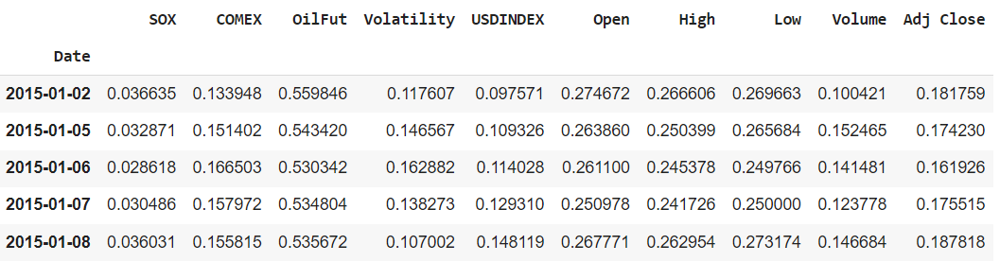 SOX COMEX OilFut Volatility USDINDEX Open High Low Volume Adj Close
Date
2015-01-02 0.036635 0.133948 0.559846 0.117607 0.097571 0.274672 0.266606 0.269663 0.100421 0.181759
2015-01-05 0.032871 0.151402 0.543420 0.146567 0.109326 0.263860 0.250399 0.265684 0.152465 0.174230
2015-01-06 0.028618 0.166503 0.530342 0.162882 0.114028 0.261100 0.245378 0.249766 0.141481 0.161926
2015-01-07 0.030486 0.157972 0.534804 0.138273 0.129310 0.250978 0.241726 0.250000 0.123778 0.175515
2015-01-08 0.036031 0.155815 0.535672 0.107002 0.148119 0.267771 0.262954 0.273174 0.146684 0.187818